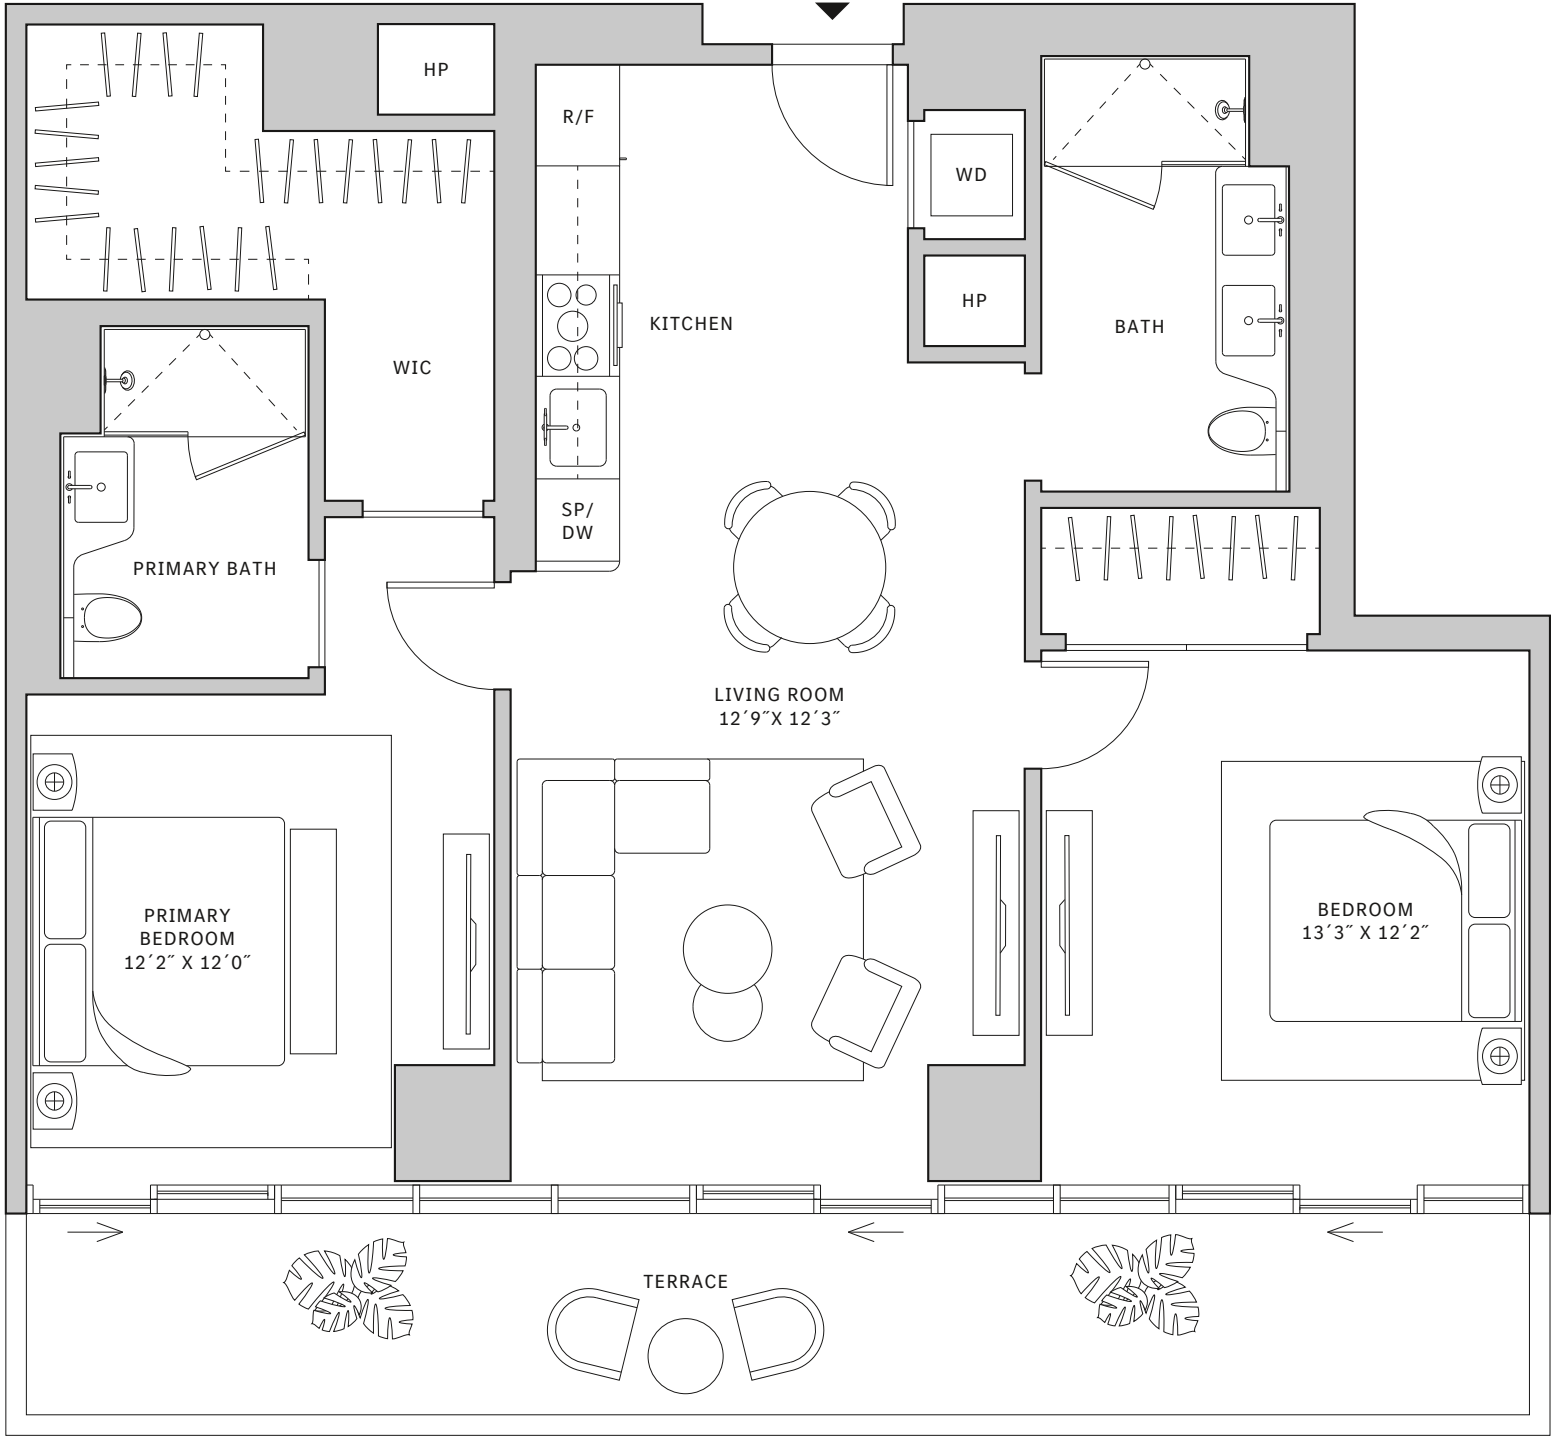 HP
R/F
WD
HP
KITCHEN
BATH
WIC
SP/
DW
PRIMARY BATH
LIVING ROOM
12´9˝X 12´3˝
PRIMARY
BEDROOM
12´2˝ X 12´0˝
BEDROOM
13´3˝ X 12´2˝
TERRACE